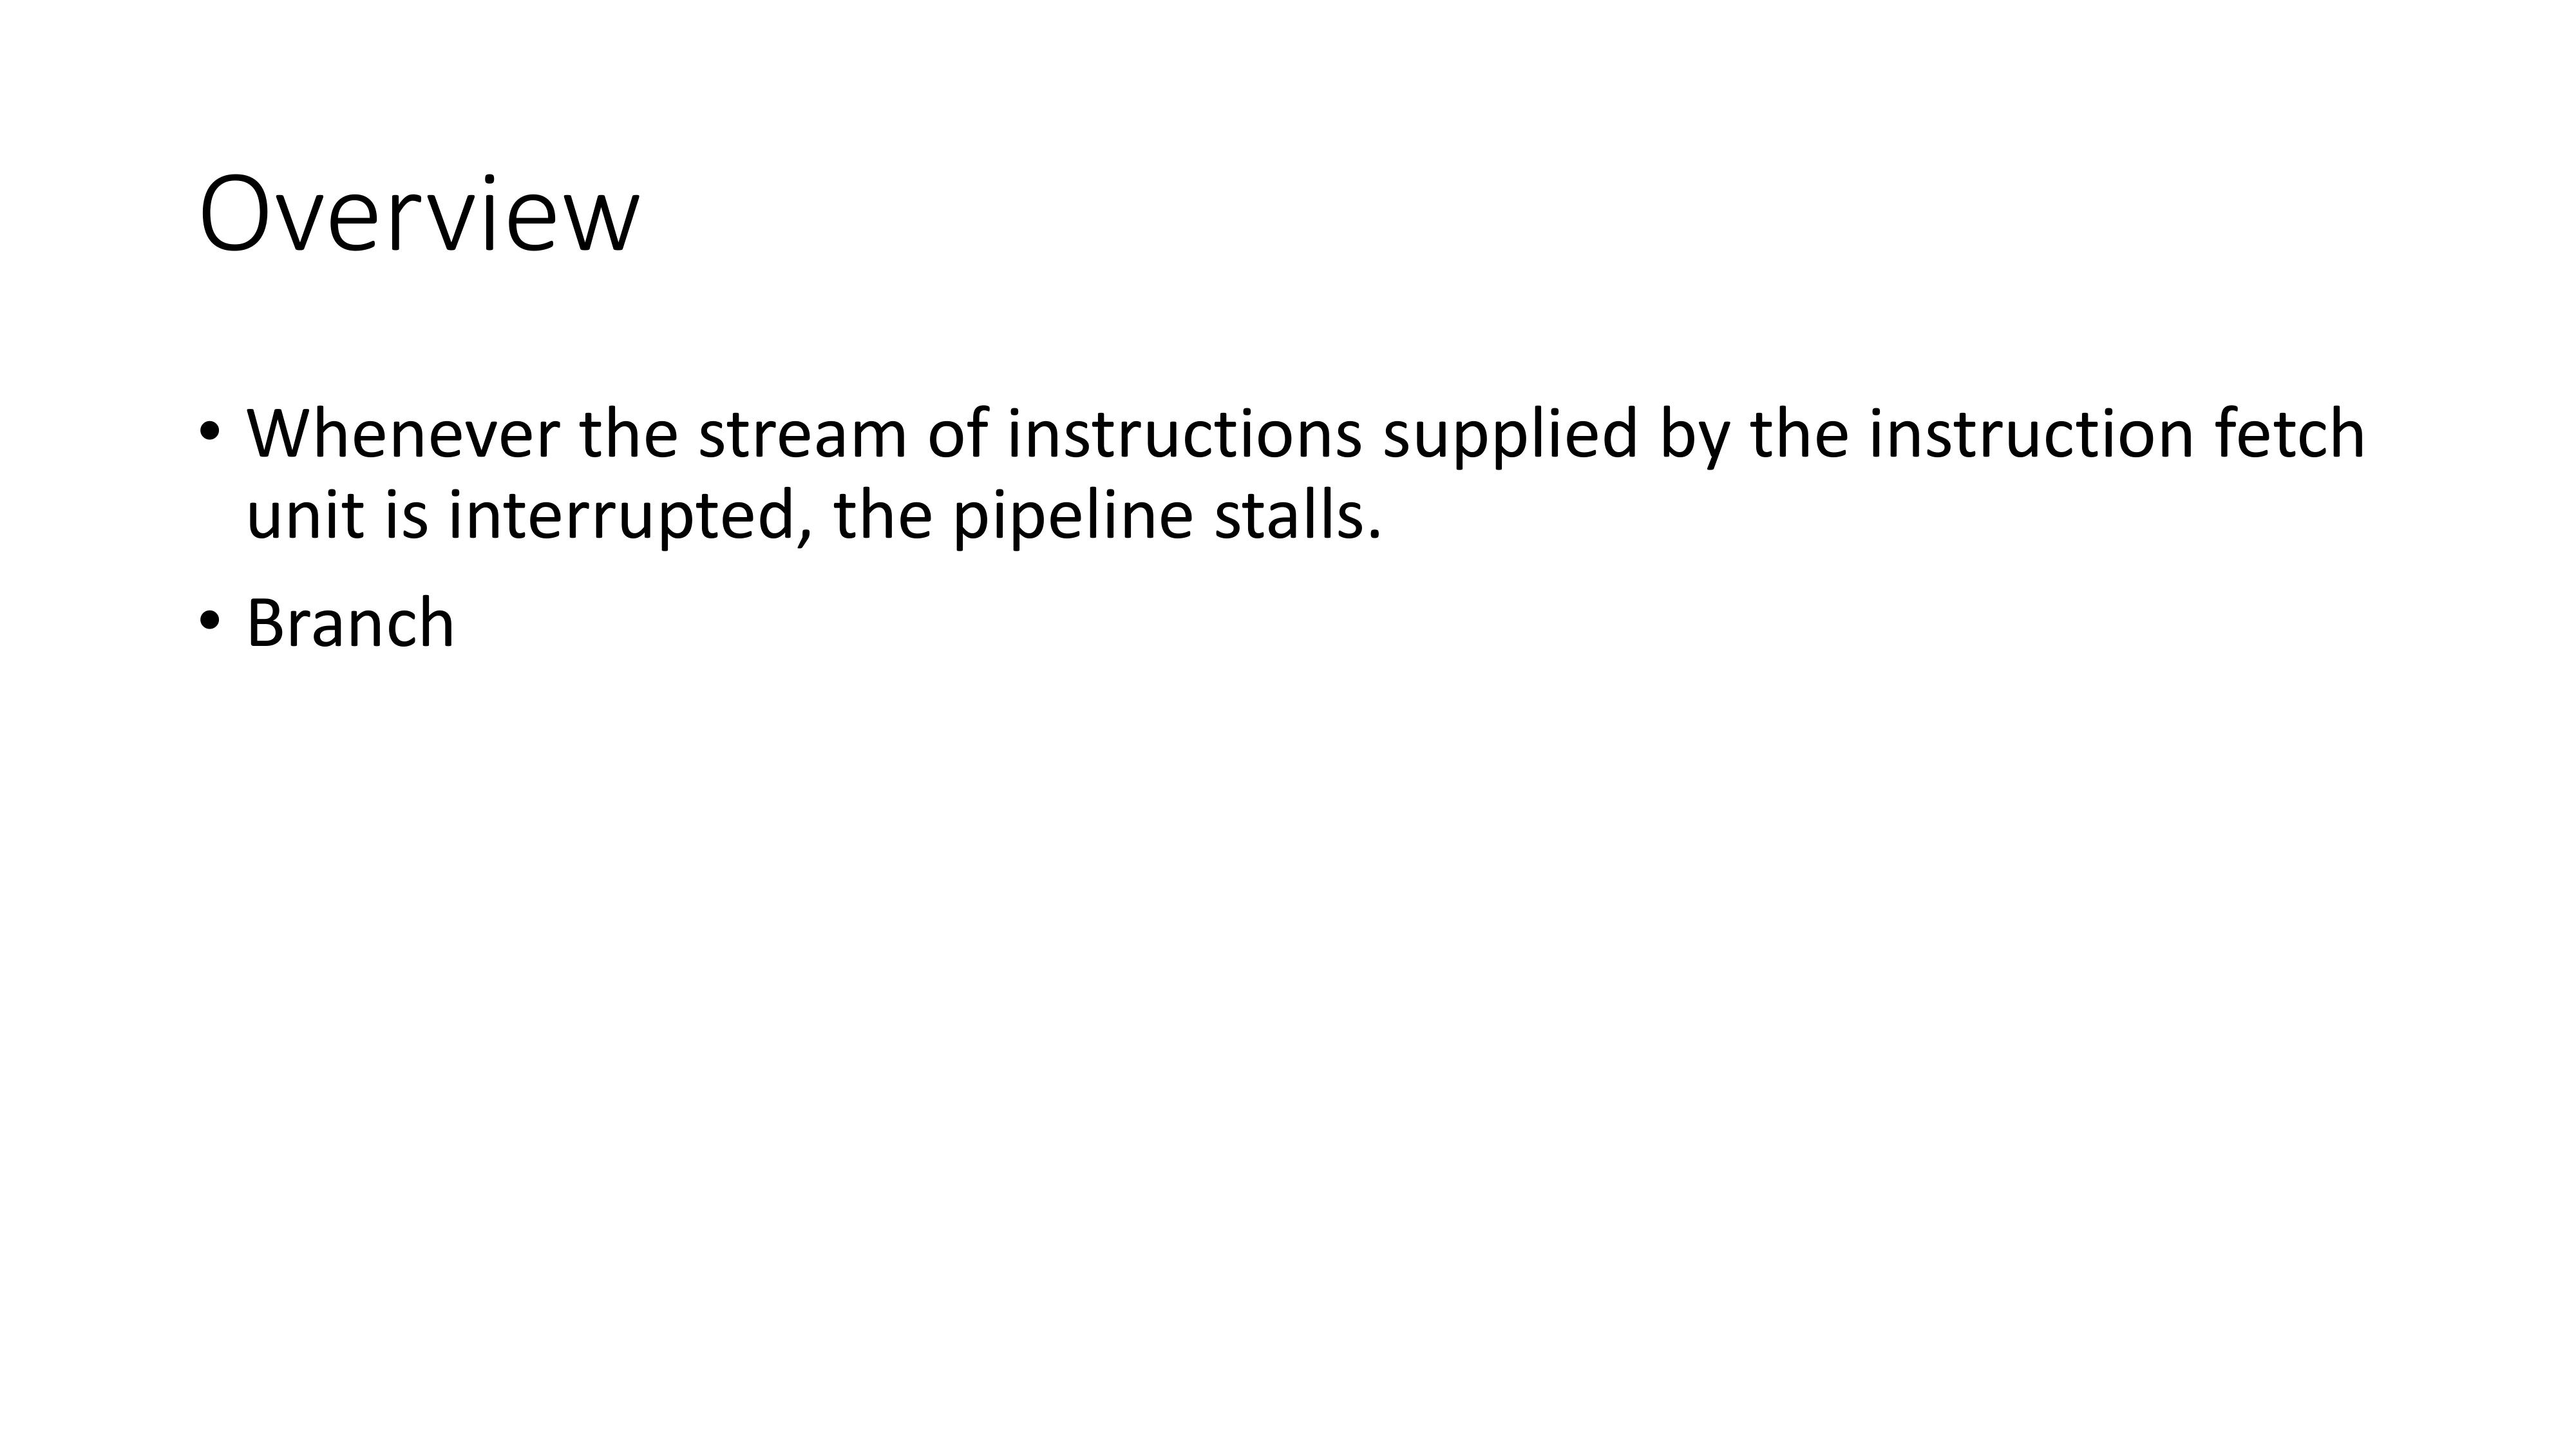 Overview
• Whenever the stream of instructions supplied by the instruction fetch
unit is interrupted, the pipeline stalls.
• Branch